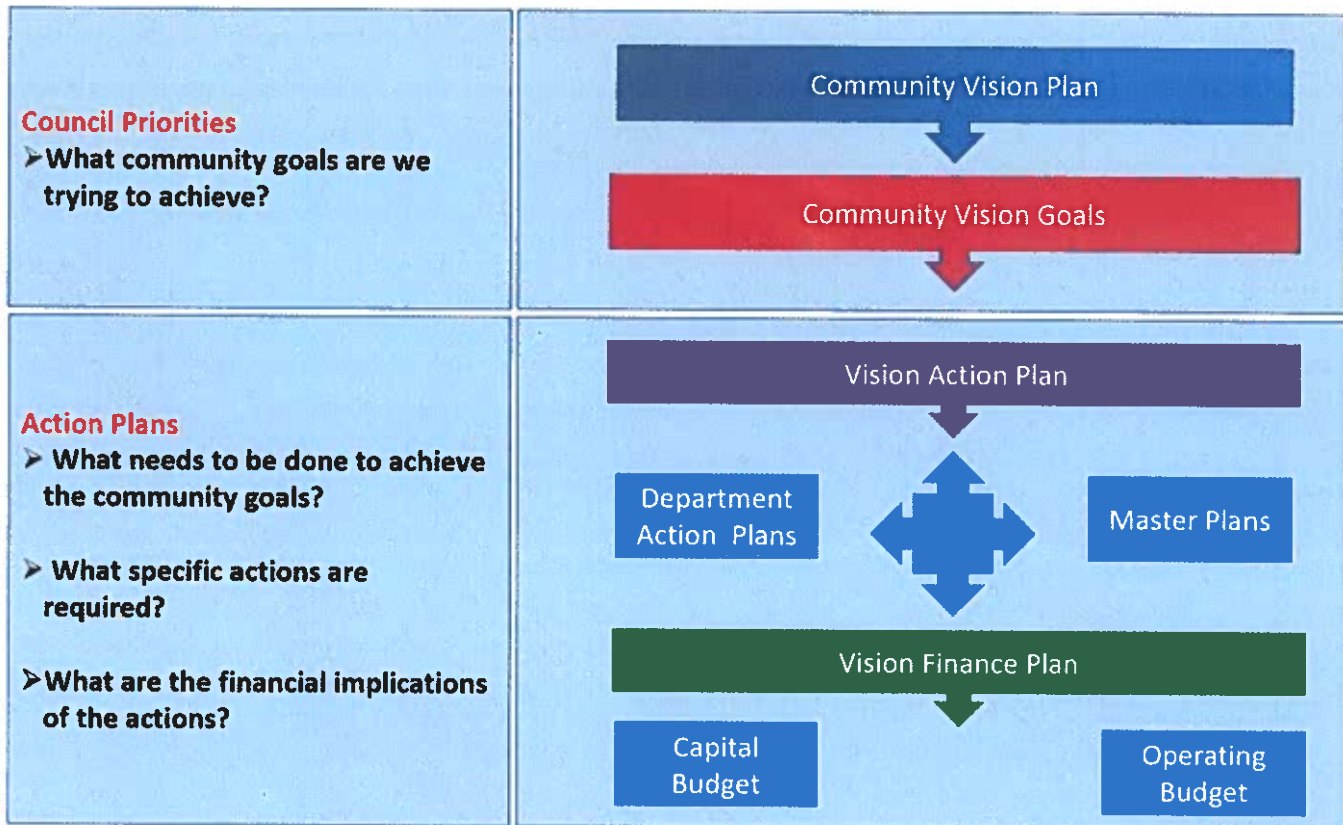 Council Priorities
➢What community goals are we
trying to achieve?
Community Vision Plan
Community Vision Goals
Action Plans
➢ What needs to be done to achieve
the community goals?
➢ What specific actions are
required?
➢What are the financial implications
of the actions?
Vision Action Plan
Department
Action Plans
Master Plans
Vision Finance Plan
Capital
Budget
Operating
Budget